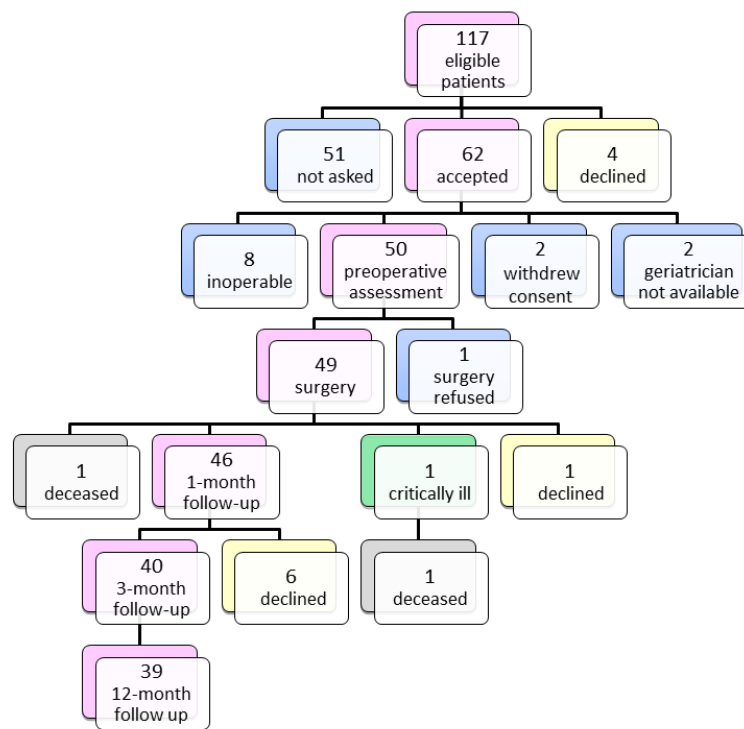 117
eligible
patients
51
not asked
62
accepted
4
declined
8
inoperable
50
preoperative
assessment
2
withdrew
consent
2
geriatrician
not available
49
surgery
1
surgery
refused
1
deceased
46
1-month
follow-up
1
critically ill
1
declined
40
3-month
follow-up
6
declined
1
deceased
39
12-month
follow up